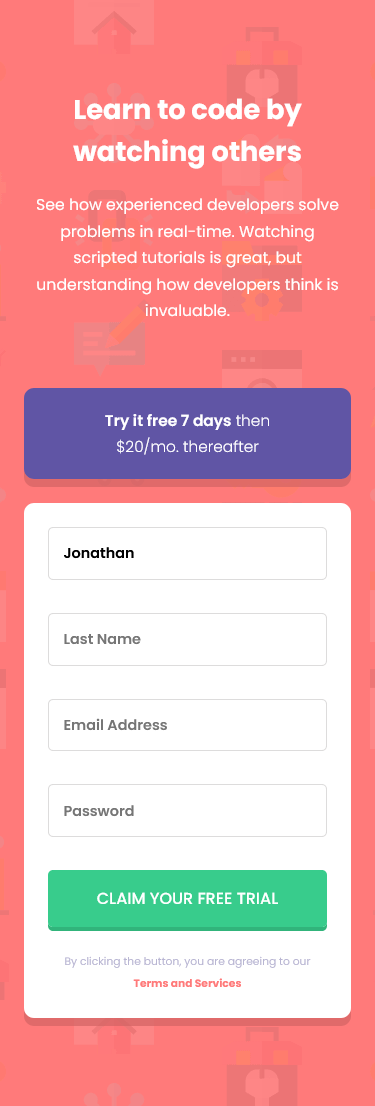 Learn to code by
watching others
See how experienced developers solve
problems in real-time. Watching
scripted tutorials is great, but
understanding how developers think is
invaluable.
Try it free 7 days then
$20/mo. thereafter
Jonathan
Last Name
Email Address
Password
CLAIM YOUR FREE TRIAL
By clicking the button, you are agreeing to our
Terms and Services